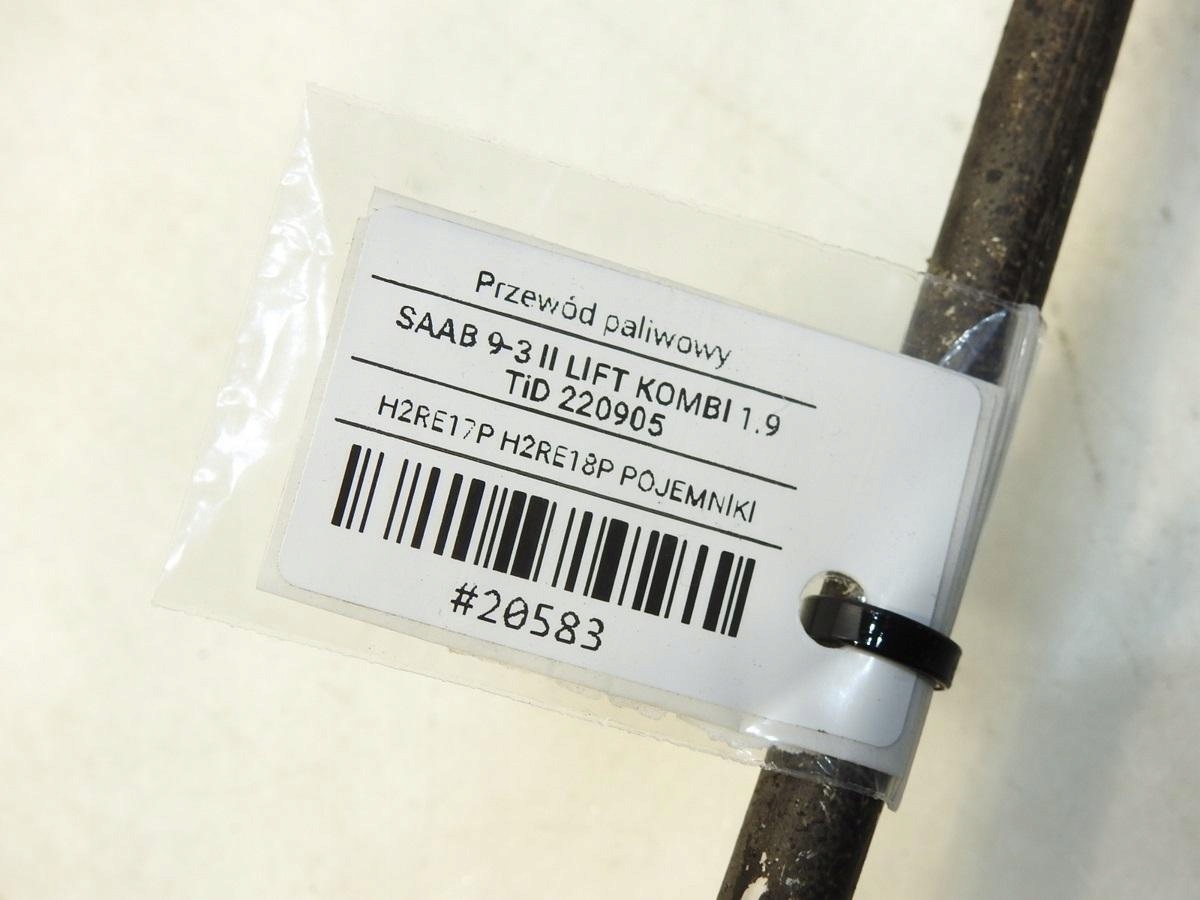 Przewód paliwowy
SAAB 9-3 II LIFT KOMBI 1.9
TiD 220905
H2RE17P H2RE18P POJEMNIKI
#20583